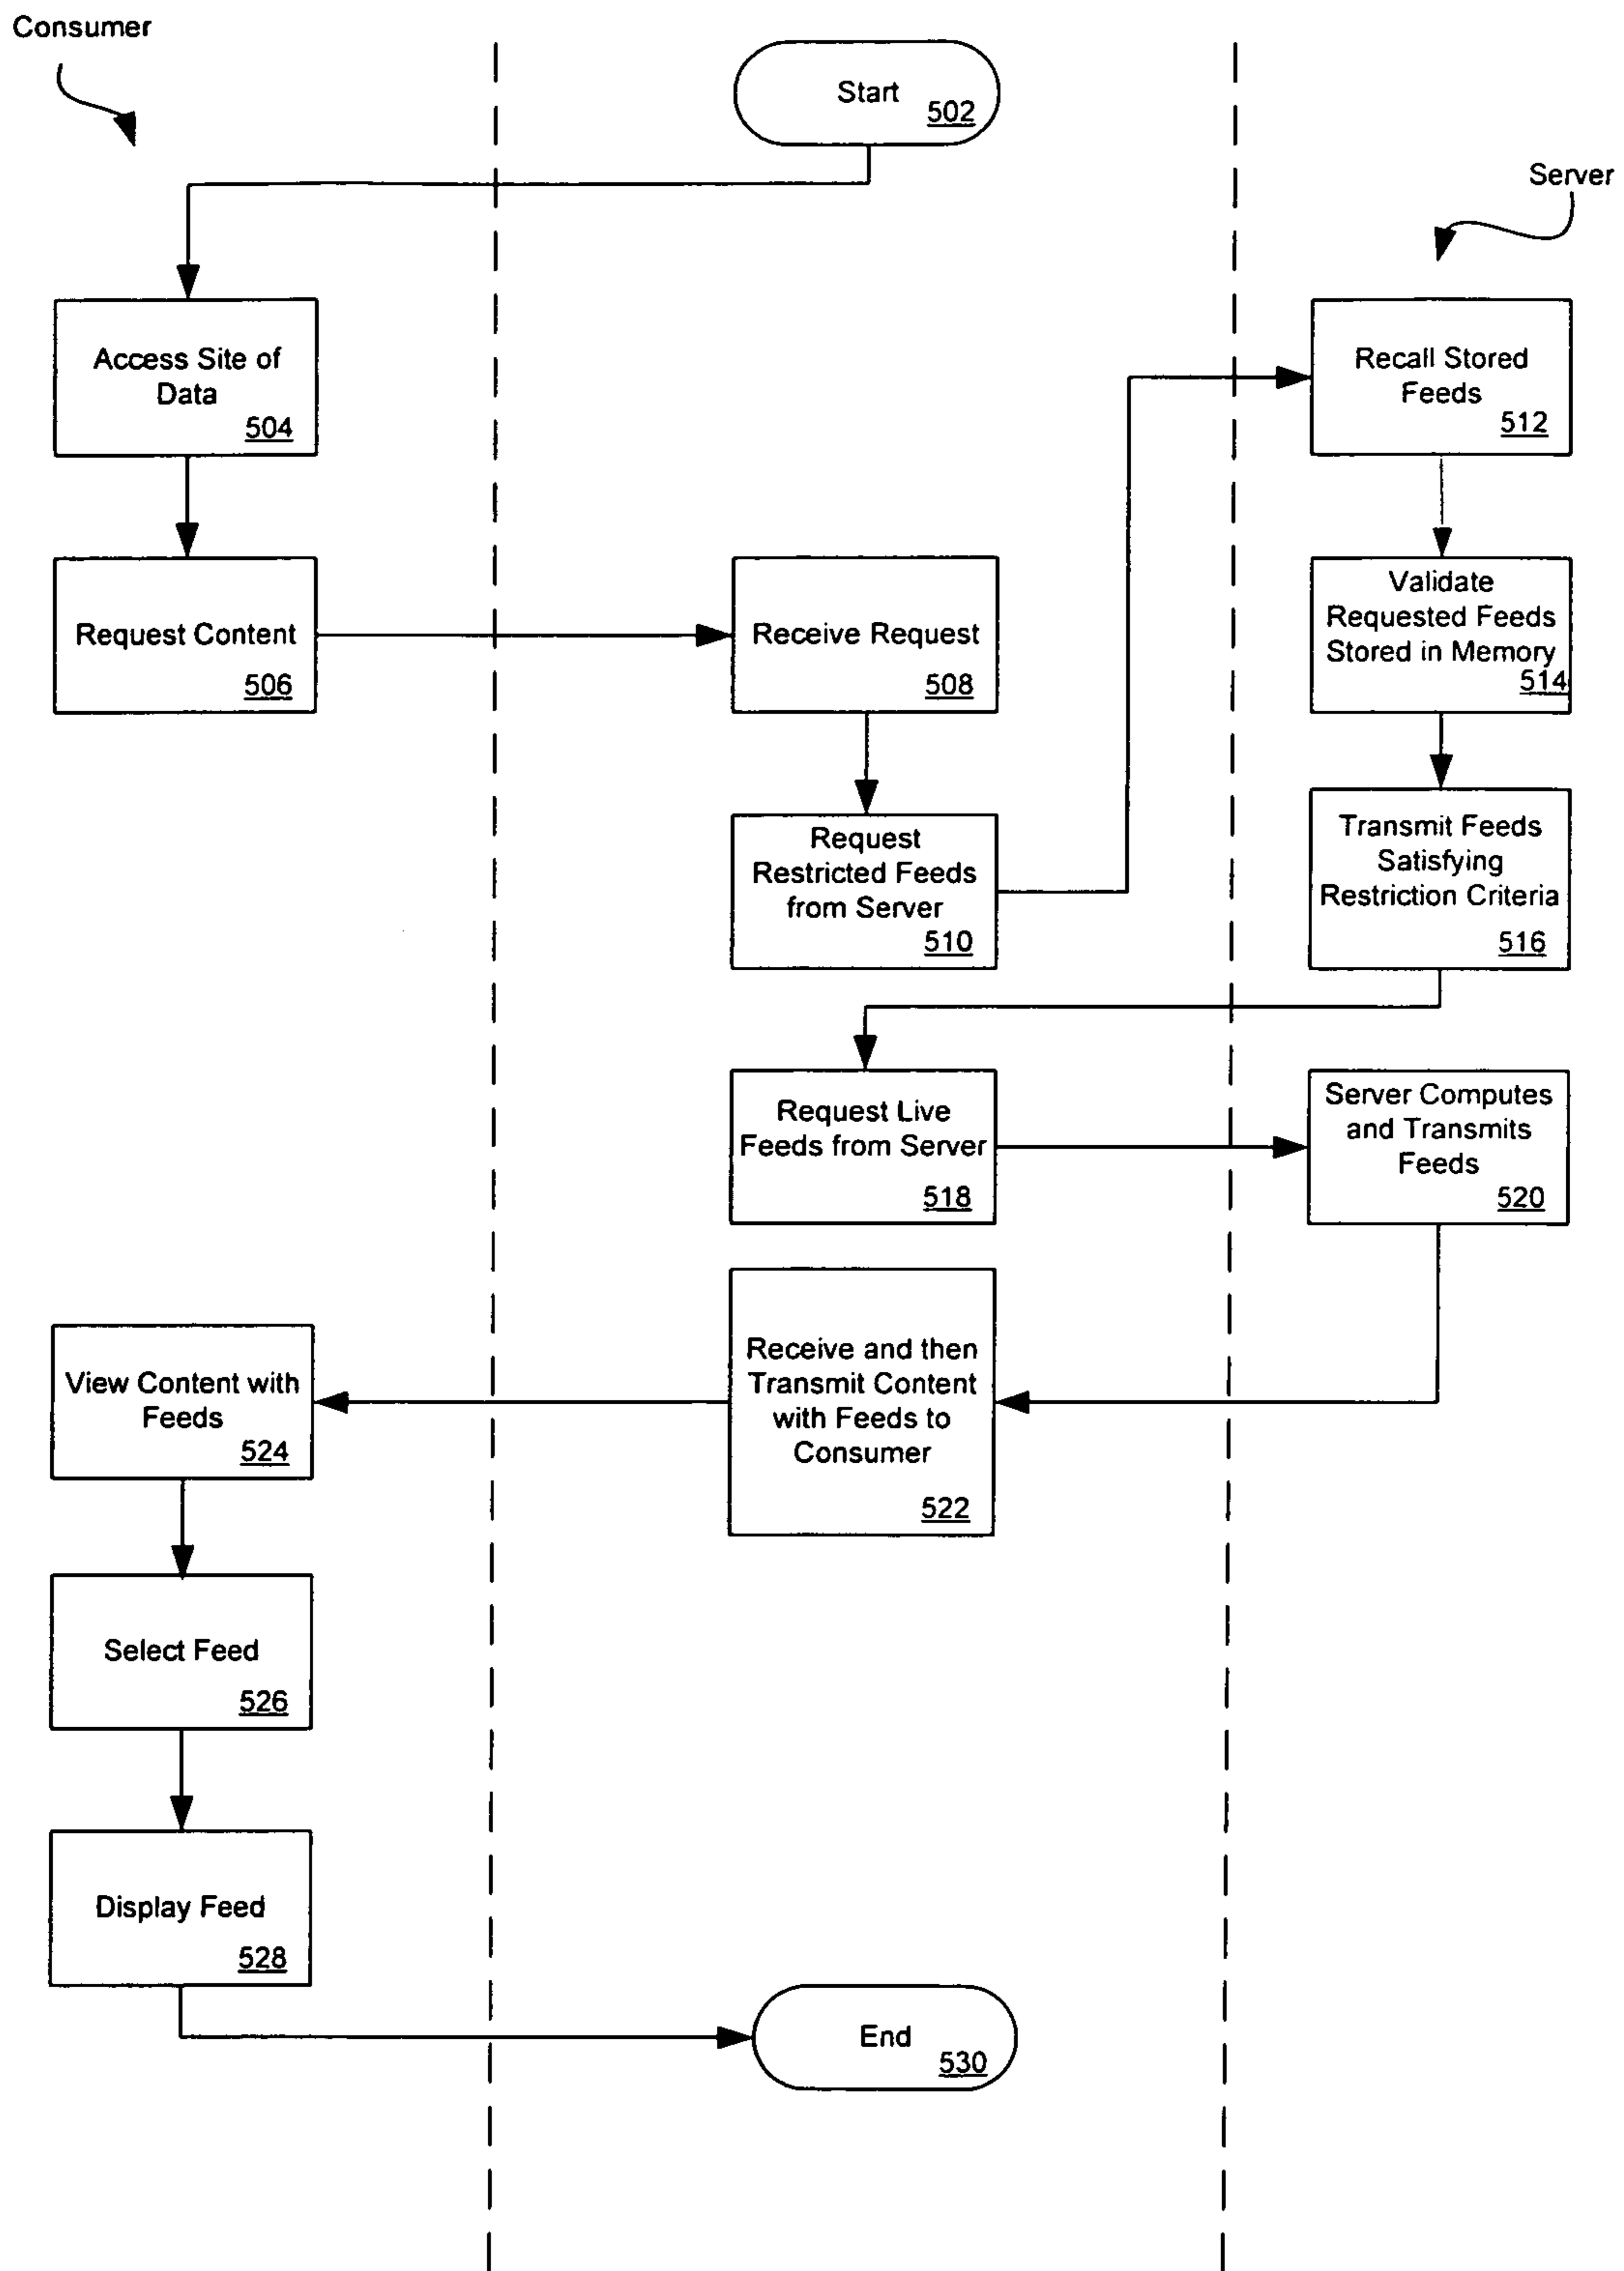 Consumer
Start
502
Server
Access Site of
Data
504
Recall Stored
Feeds
512
Request Content
506
Receive Request
508
Validate
Requested Feeds
Stored in Memory
514
Request
Restricted Feeds
from Server
510
Transmit Feeds
Satisfying
Restriction Criteria
516
Request Live
Feeds from Server
518
Server Computes
and Transmits
Feeds
520
Receive and then
Transmit Content
with Feeds to
Consumer
522
View Content with
Feeds
524
Select Feed
526
Display Feed
528
End
530